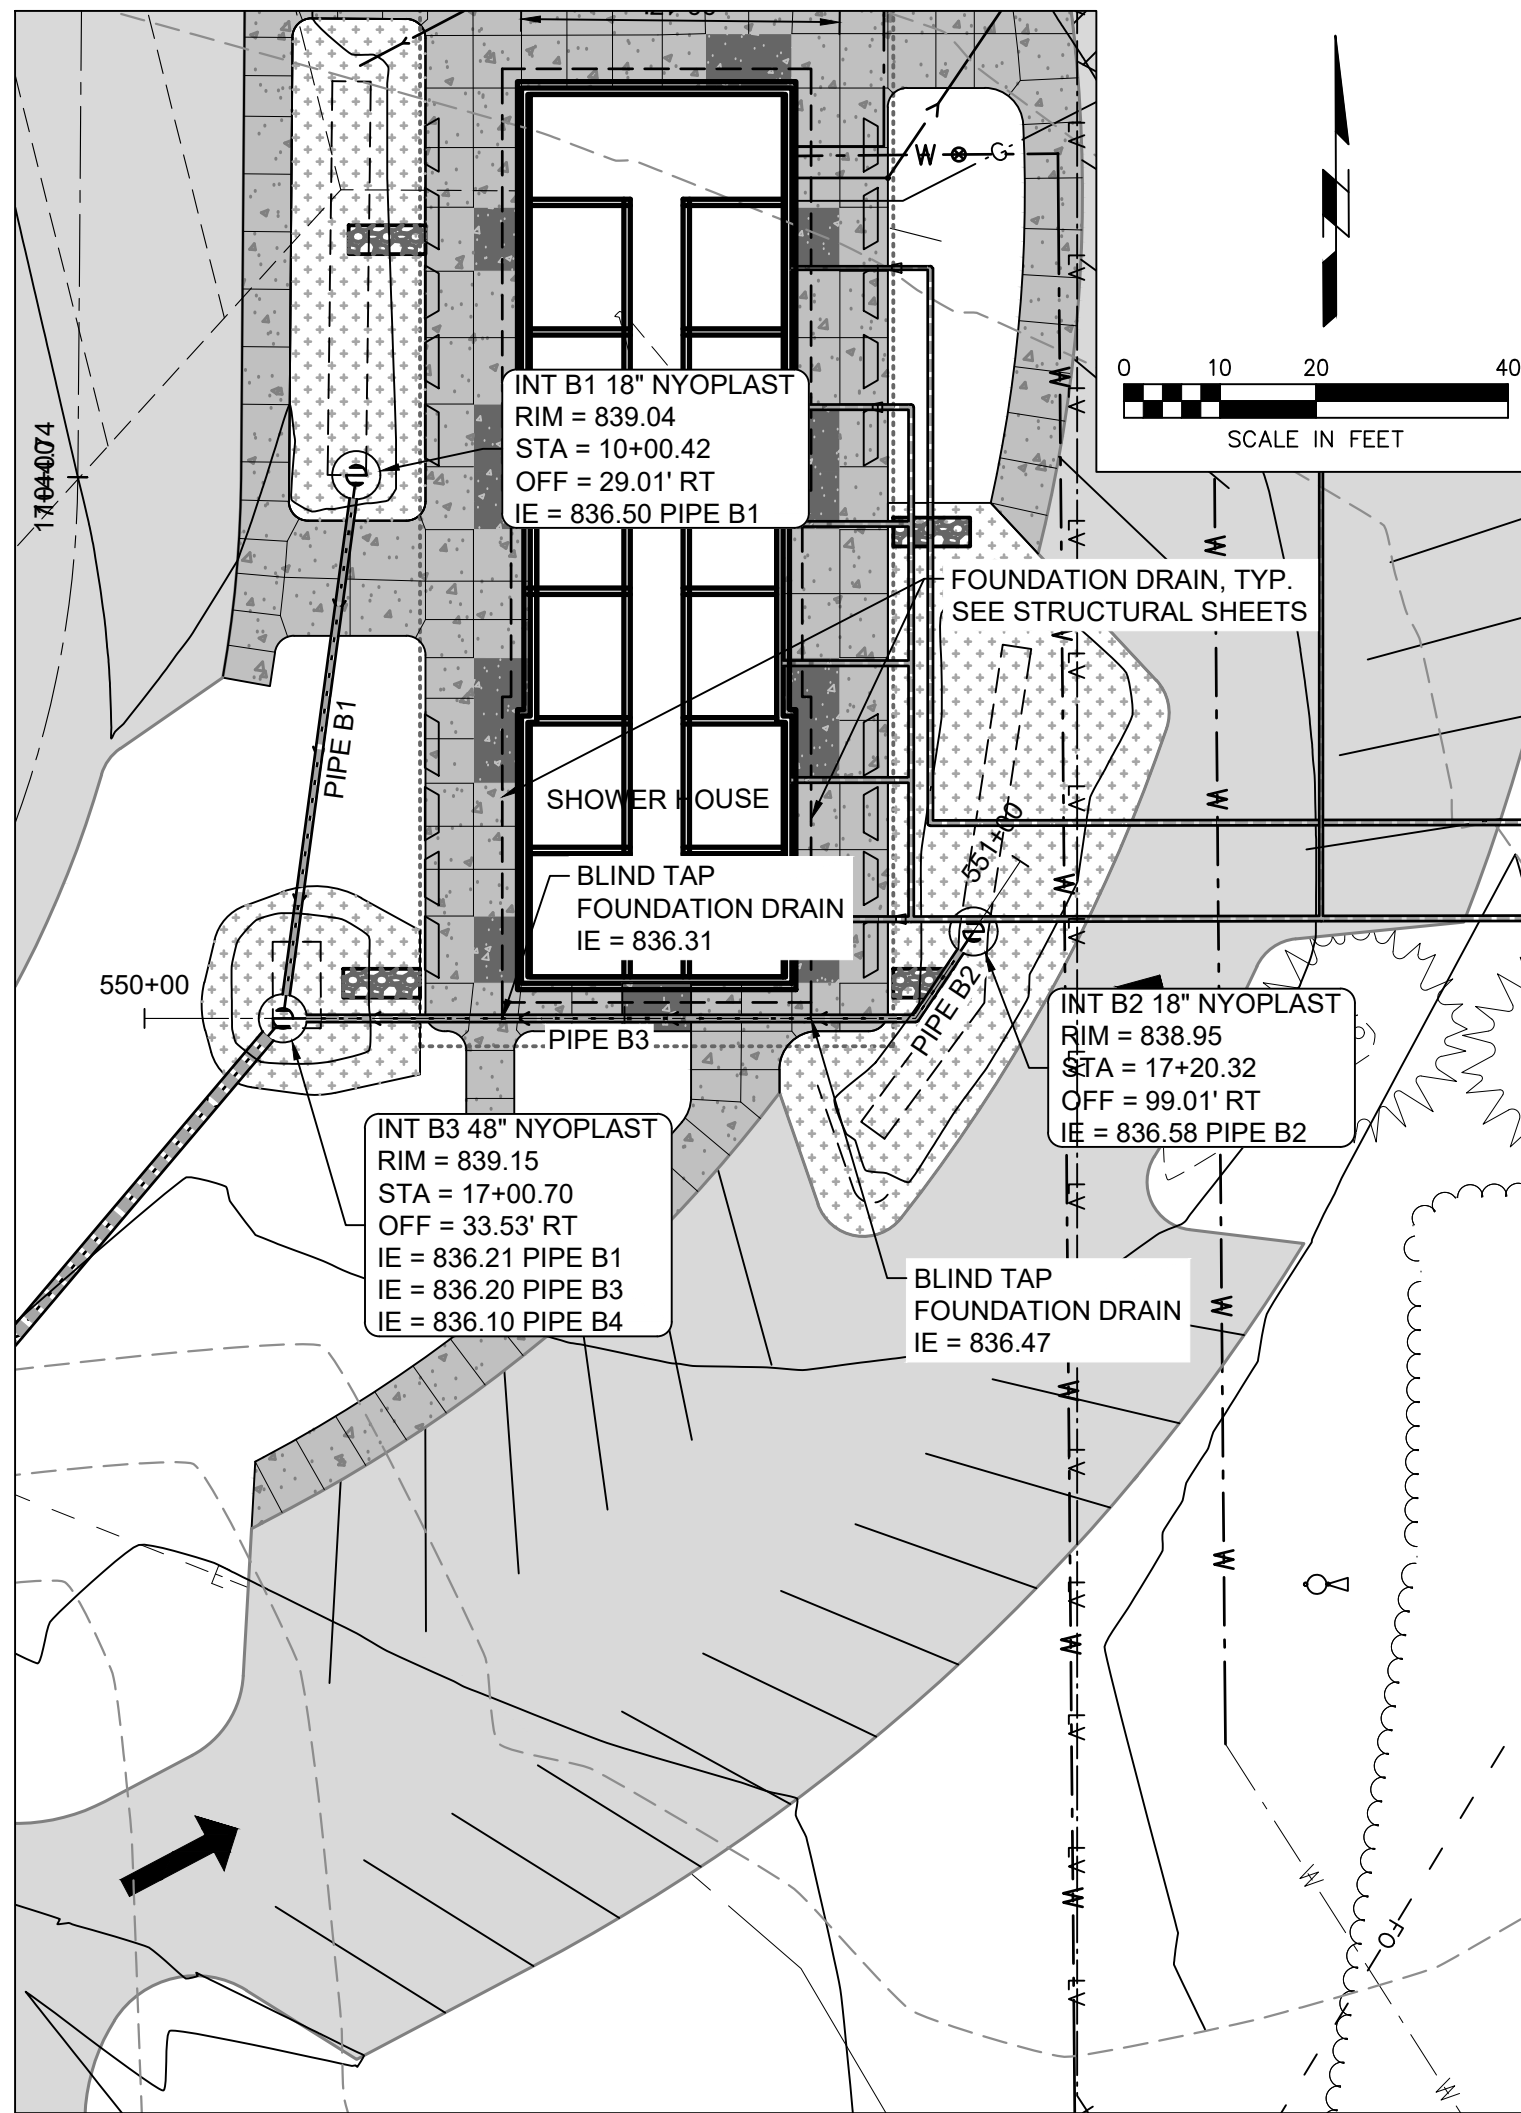 W
G
0 10 20 40
SCALE IN FEET
INT B1 18" NYOPLAST
RIM = 839.04
STA = 10+00.42
OFF = 29.01' RT
IE = 836.50 PIPE B1
FOUNDATION DRAIN, TYP.
SEE STRUCTURAL SHEETS
W
W
W
PIPE B1
SHOWER HOUSE
551+00
W
W
BLIND TAP
FOUNDATION DRAIN
IE = 836.31
550+00
PIPE B2
PIPE B3
INT B2 18" NYOPLAST
RIM = 838.95
STA = 17+20.32
OFF = 99.01' RT
IE = 836.58 PIPE B2
INT B3 48" NYOPLAST
RIM = 839.15
STA = 17+00.70
OFF = 33.53' RT
IE = 836.21 PIPE B1
IE = 836.20 PIPE B3
IE = 836.10 PIPE B4
BLIND TAP
FOUNDATION DRAIN
IE = 836.47
W
W
W
E
W
W
W
FO
W